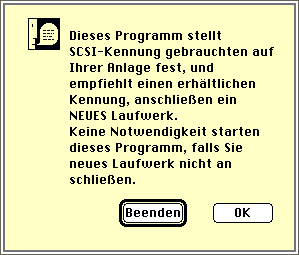 Dieses Programm stellt
SCSI-Kennung gebrauchten auf
Ihrer Anlage fest, und
empfiehlt einen erhältlichen
Kennung, anschließen ein
NEUES Laufwerk.
Keine Notwendigkeit starten
dieses Programm, falls Sie
neues Laufwerk nicht an
schließen.
Beenden OK